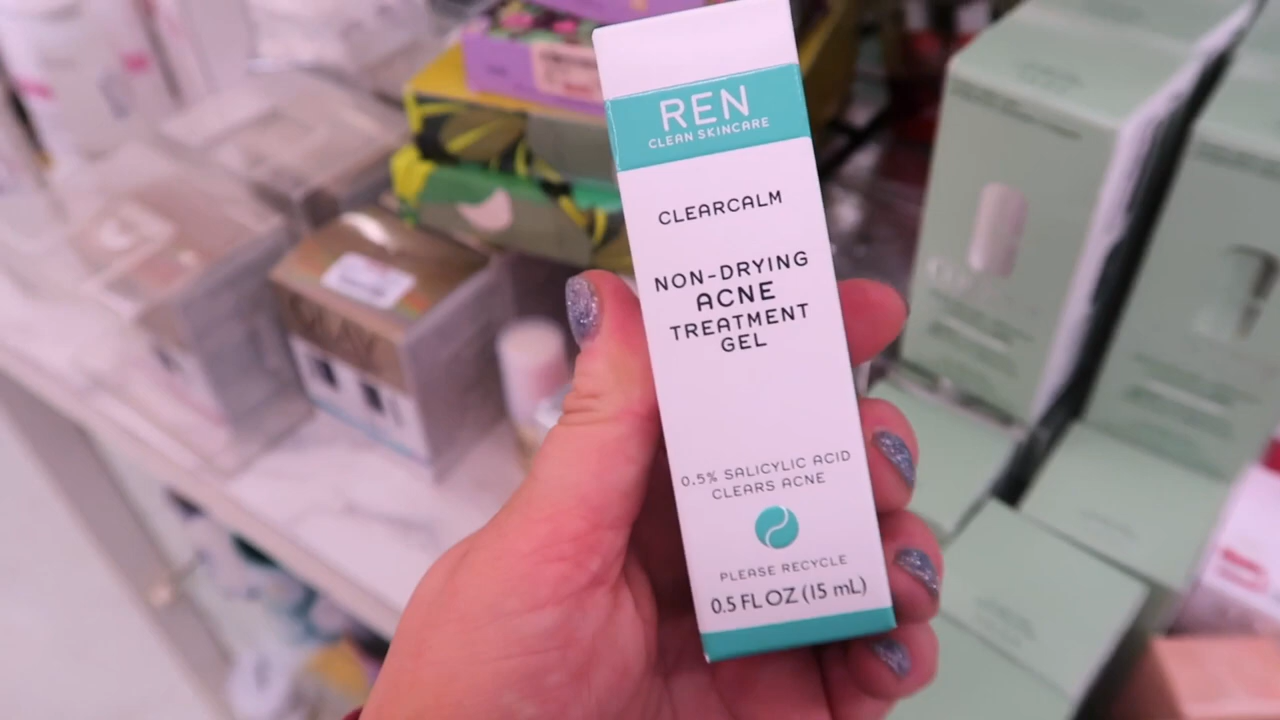 REN
CLEAN SKINCARE
CLEARCALM
NON-DRYING
ACNE
TREATMENT
GEL
0.5% SALICYLIC ACID
CLEARS ACNE
PLEASE RECYCLE
0.5 FL OZ (15 mL)
OLAY